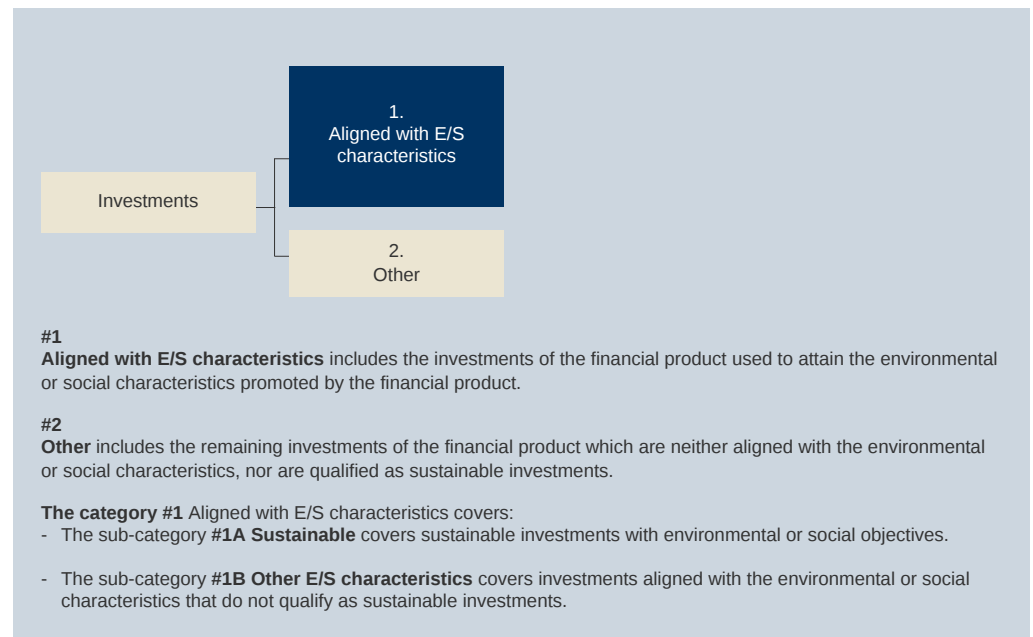 1.
Aligned with E/S
characteristics
Investments
2.
Other
#1
Aligned with E/S characteristics includes the investments of the financial product used to attain the environmental
or social characteristics promoted by the financial product.
#2
Other includes the remaining investments of the financial product which are neither aligned with the environmental
or social characteristics, nor are qualified as sustainable investments.
The category #1 Aligned with E/S characteristics covers:
- The sub-category #1A Sustainable covers sustainable investments with environmental or social objectives.
- The sub-category #1B Other E/S characteristics covers investments aligned with the environmental or social
characteristics that do not qualify as sustainable investments.